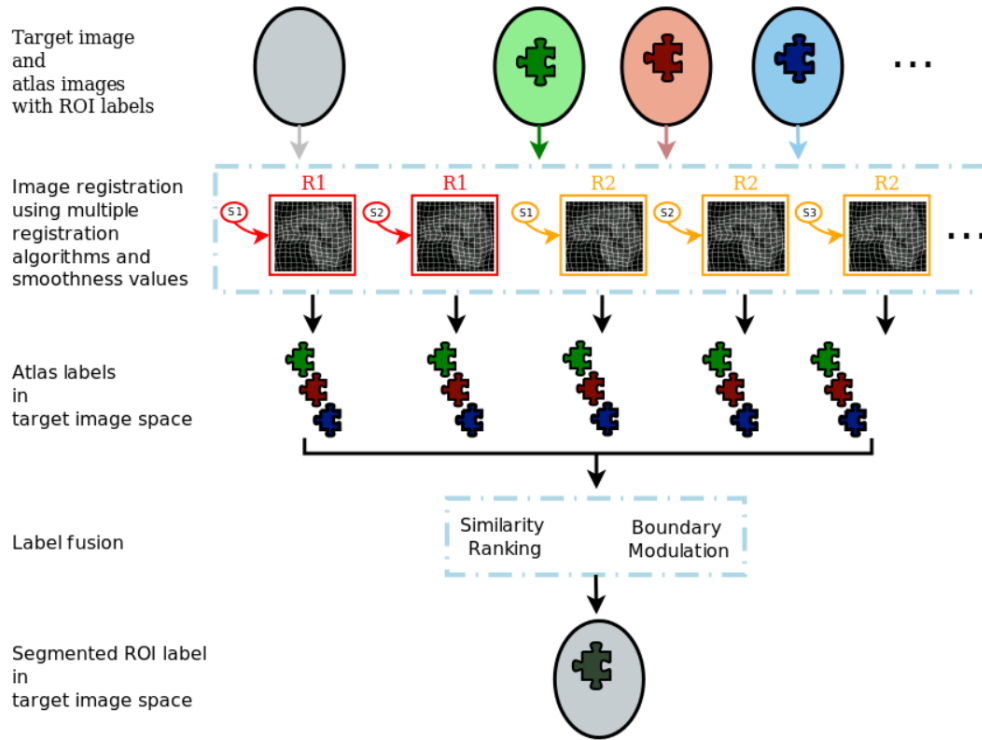 Target image
and
atlas images
with ROI labels
...
Image registration
using multiple
registration
algorithms and
smoothness values
R1
R1
R2
R2
R2
S1
S2
S1
S2
S3
...
Atlas labels
in
target image space
Label fusion
Similarity
Ranking
Boundary
Modulation
Segmented ROI label
in
target image space